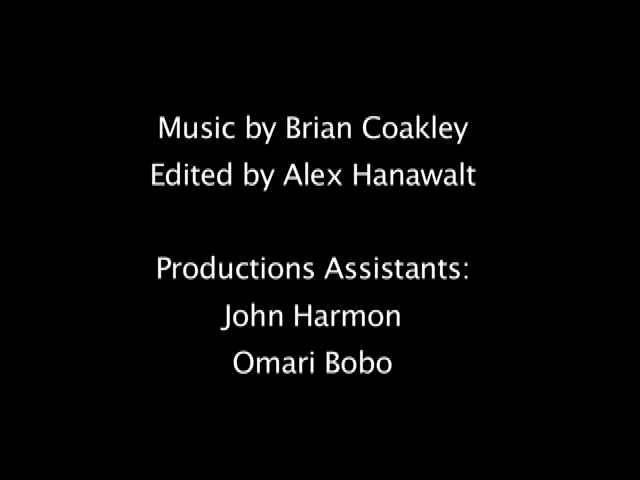 Music by Brian Coakley
Edited by Alex Hanawalt
Productions Assistants:
John Harmon
Omari Bobo